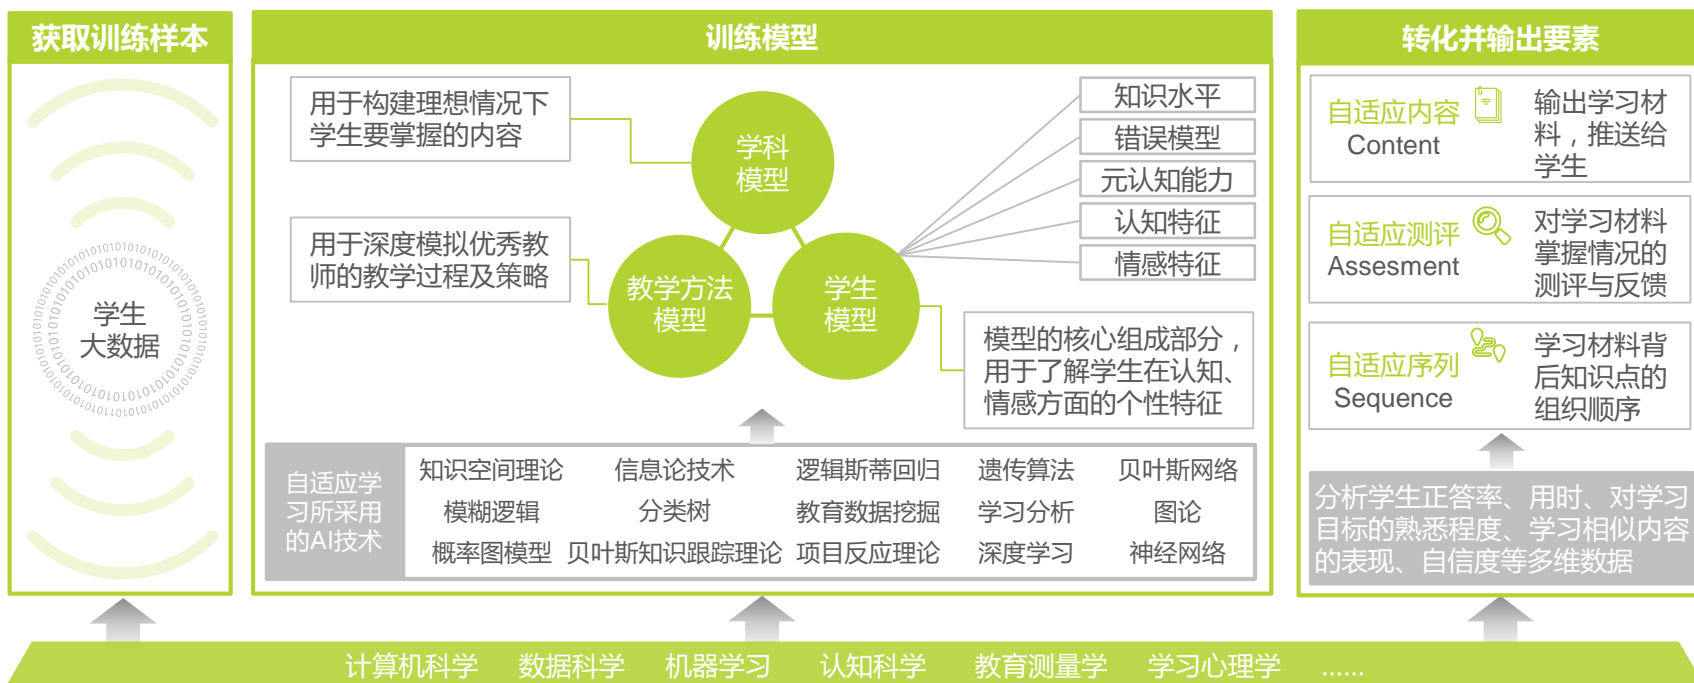 获取训练样本
学生
大数据
训练模型
用于构建理想情况下
学生要掌握的内容
用于深度模拟优秀教
师的教学过程及策略
学科
模型
教学方法
模型
学生
模型
知识水平
错误模型
元认知能力
认知特征
情感特征
模型的核心组成部分，
用于了解学生在认知、
情感方面的个性特征
自适应学
习所采用
的AI技术
知识空间理论 信息论技术 逻辑斯蒂回归 遗传算法 贝叶斯网络
模糊逻辑 分类树 教育数据挖掘 学习分析 图论
概率图模型 贝叶斯知识跟踪理论 项目反应理论 深度学习 神经网络
转化并输出要素
自适应内容
Content
输出学习材
料，推送给
学生
自适应测评
Assesment
对学习材料
掌握情况的
测评与反馈
自适应序列
Sequence
学习材料背
后知识点的
组织顺序
分析学生正答率、用时、对学习
目标的熟悉程度、学习相似内容
的表现、自信度等多维数据
计算机科学 数据科学 机器学习 认知科学 教育测量学 学习心理学 ……